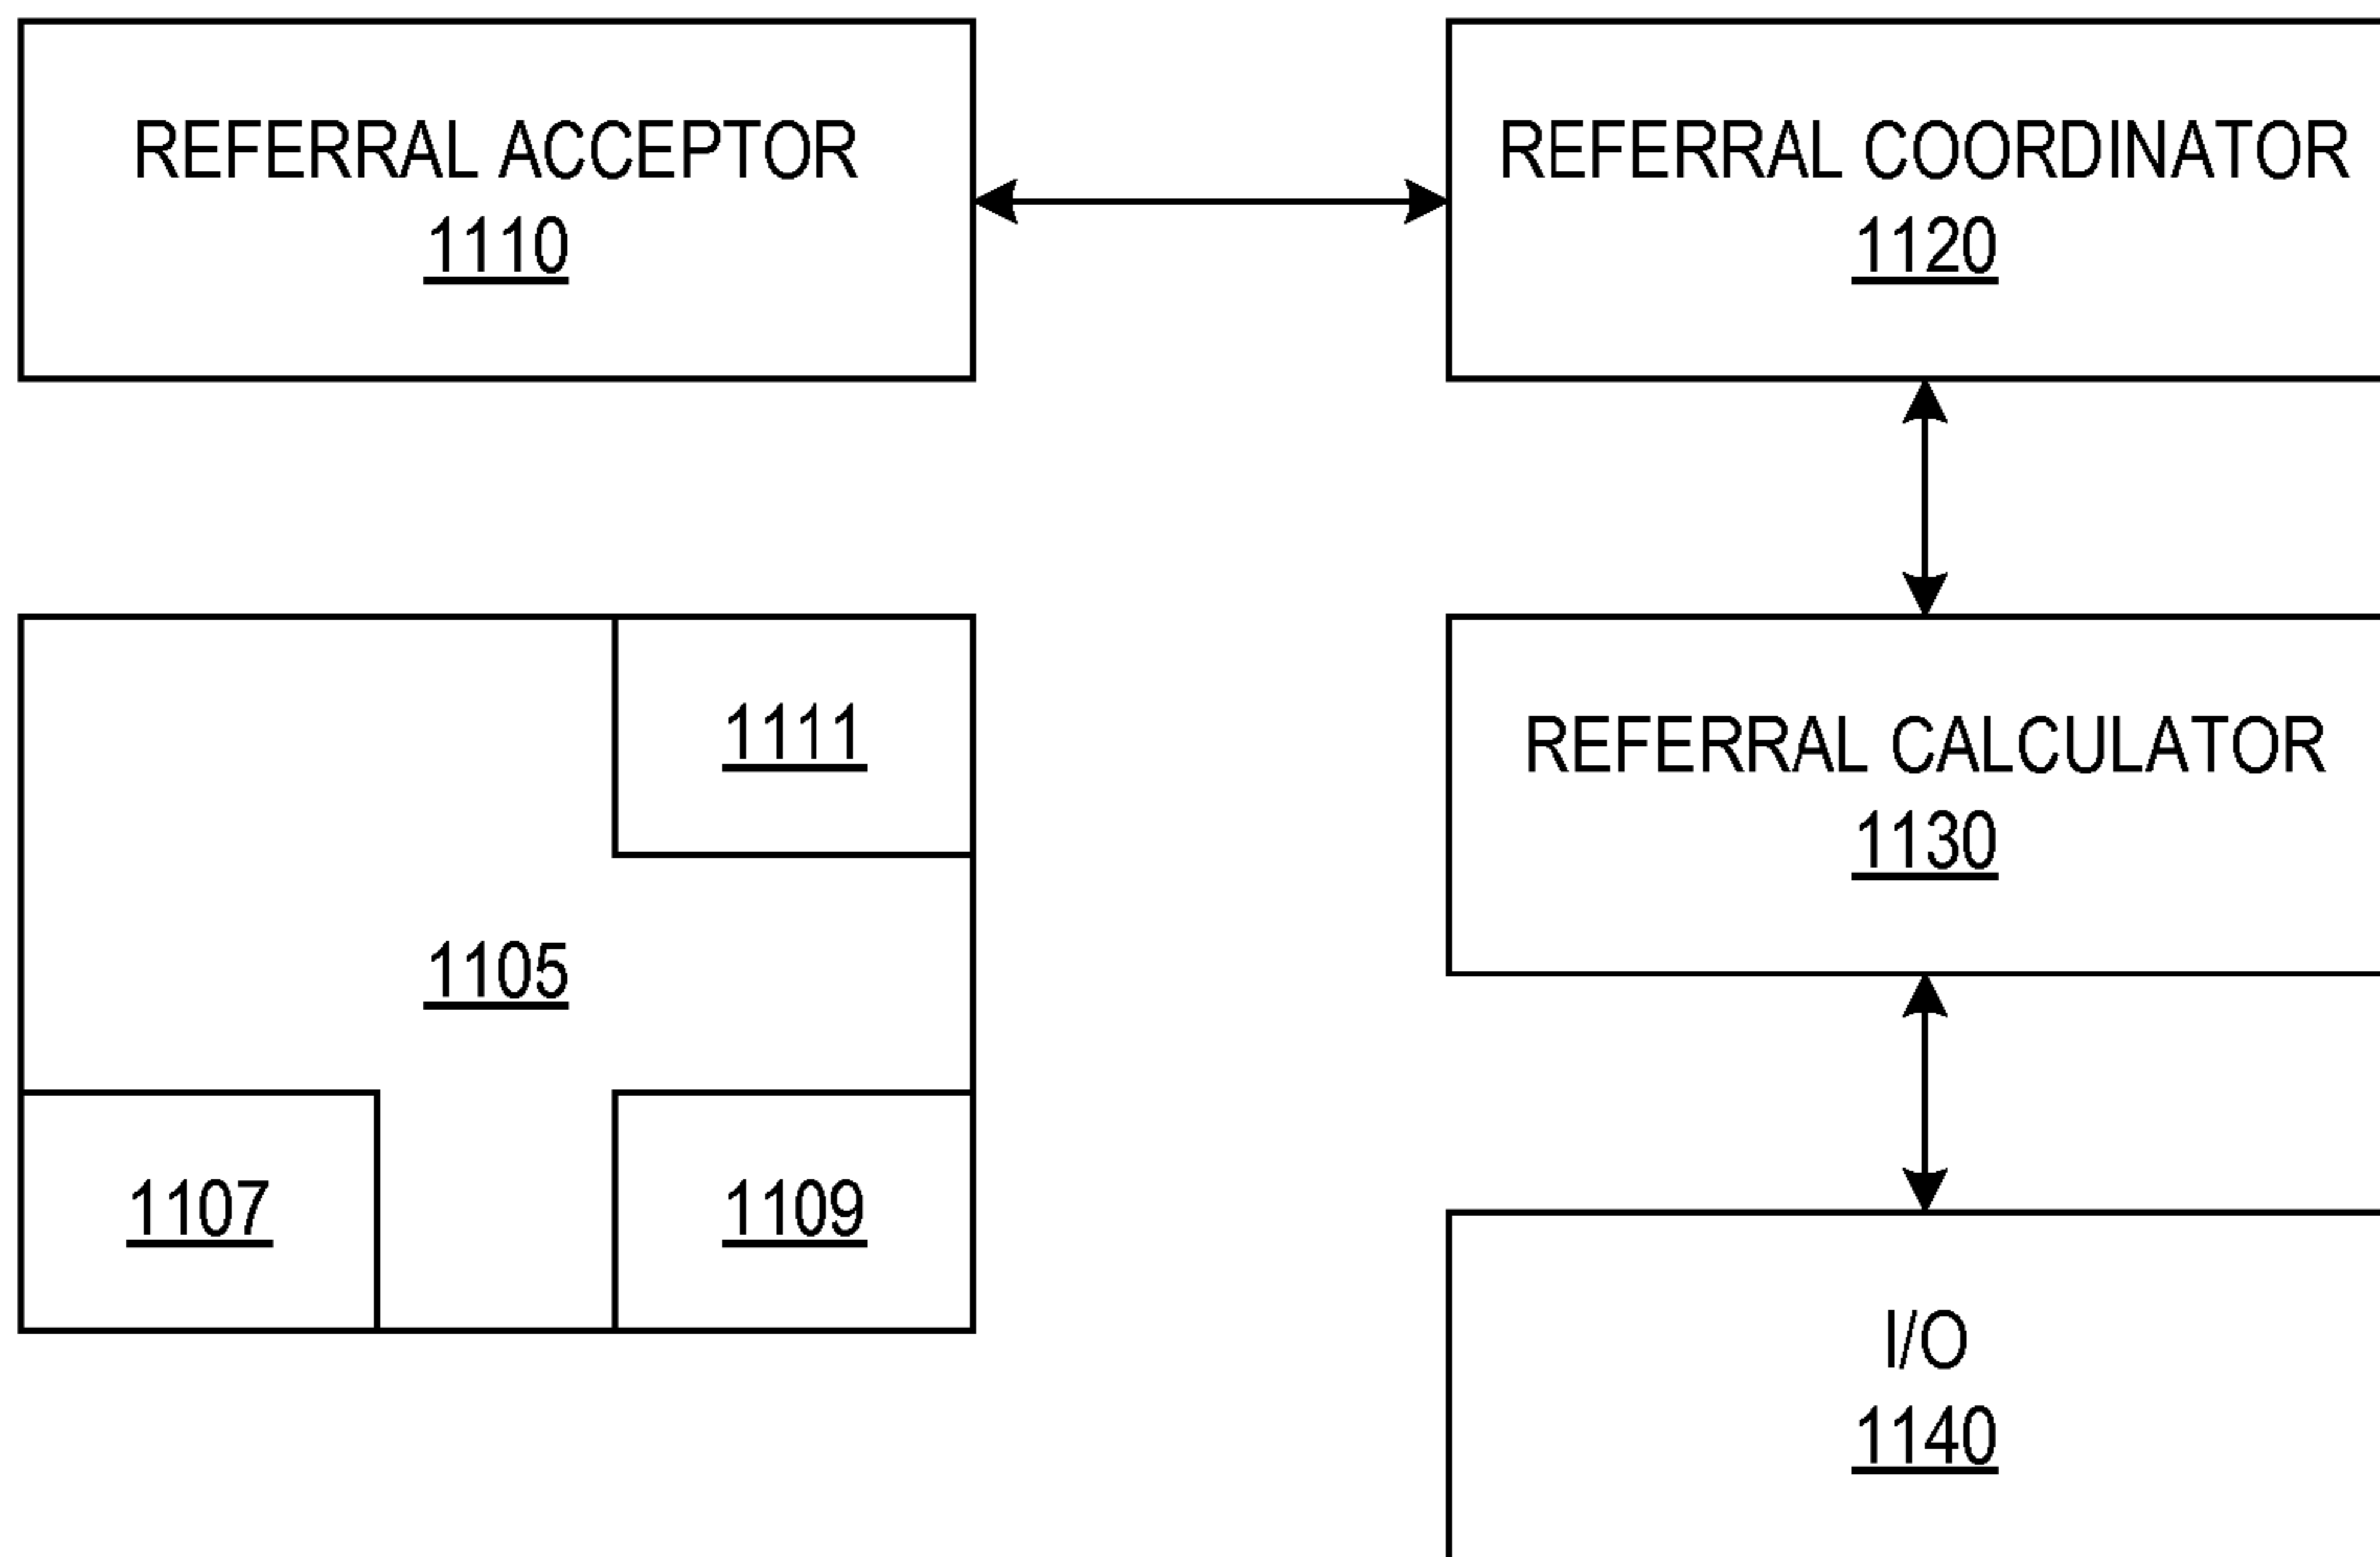 REFERRAL ACCEPTOR
1110
REFERRAL COORDINATOR
1120
1111
REFERRAL CALCULATOR
1130
1105
1107
1109
I/O
1140